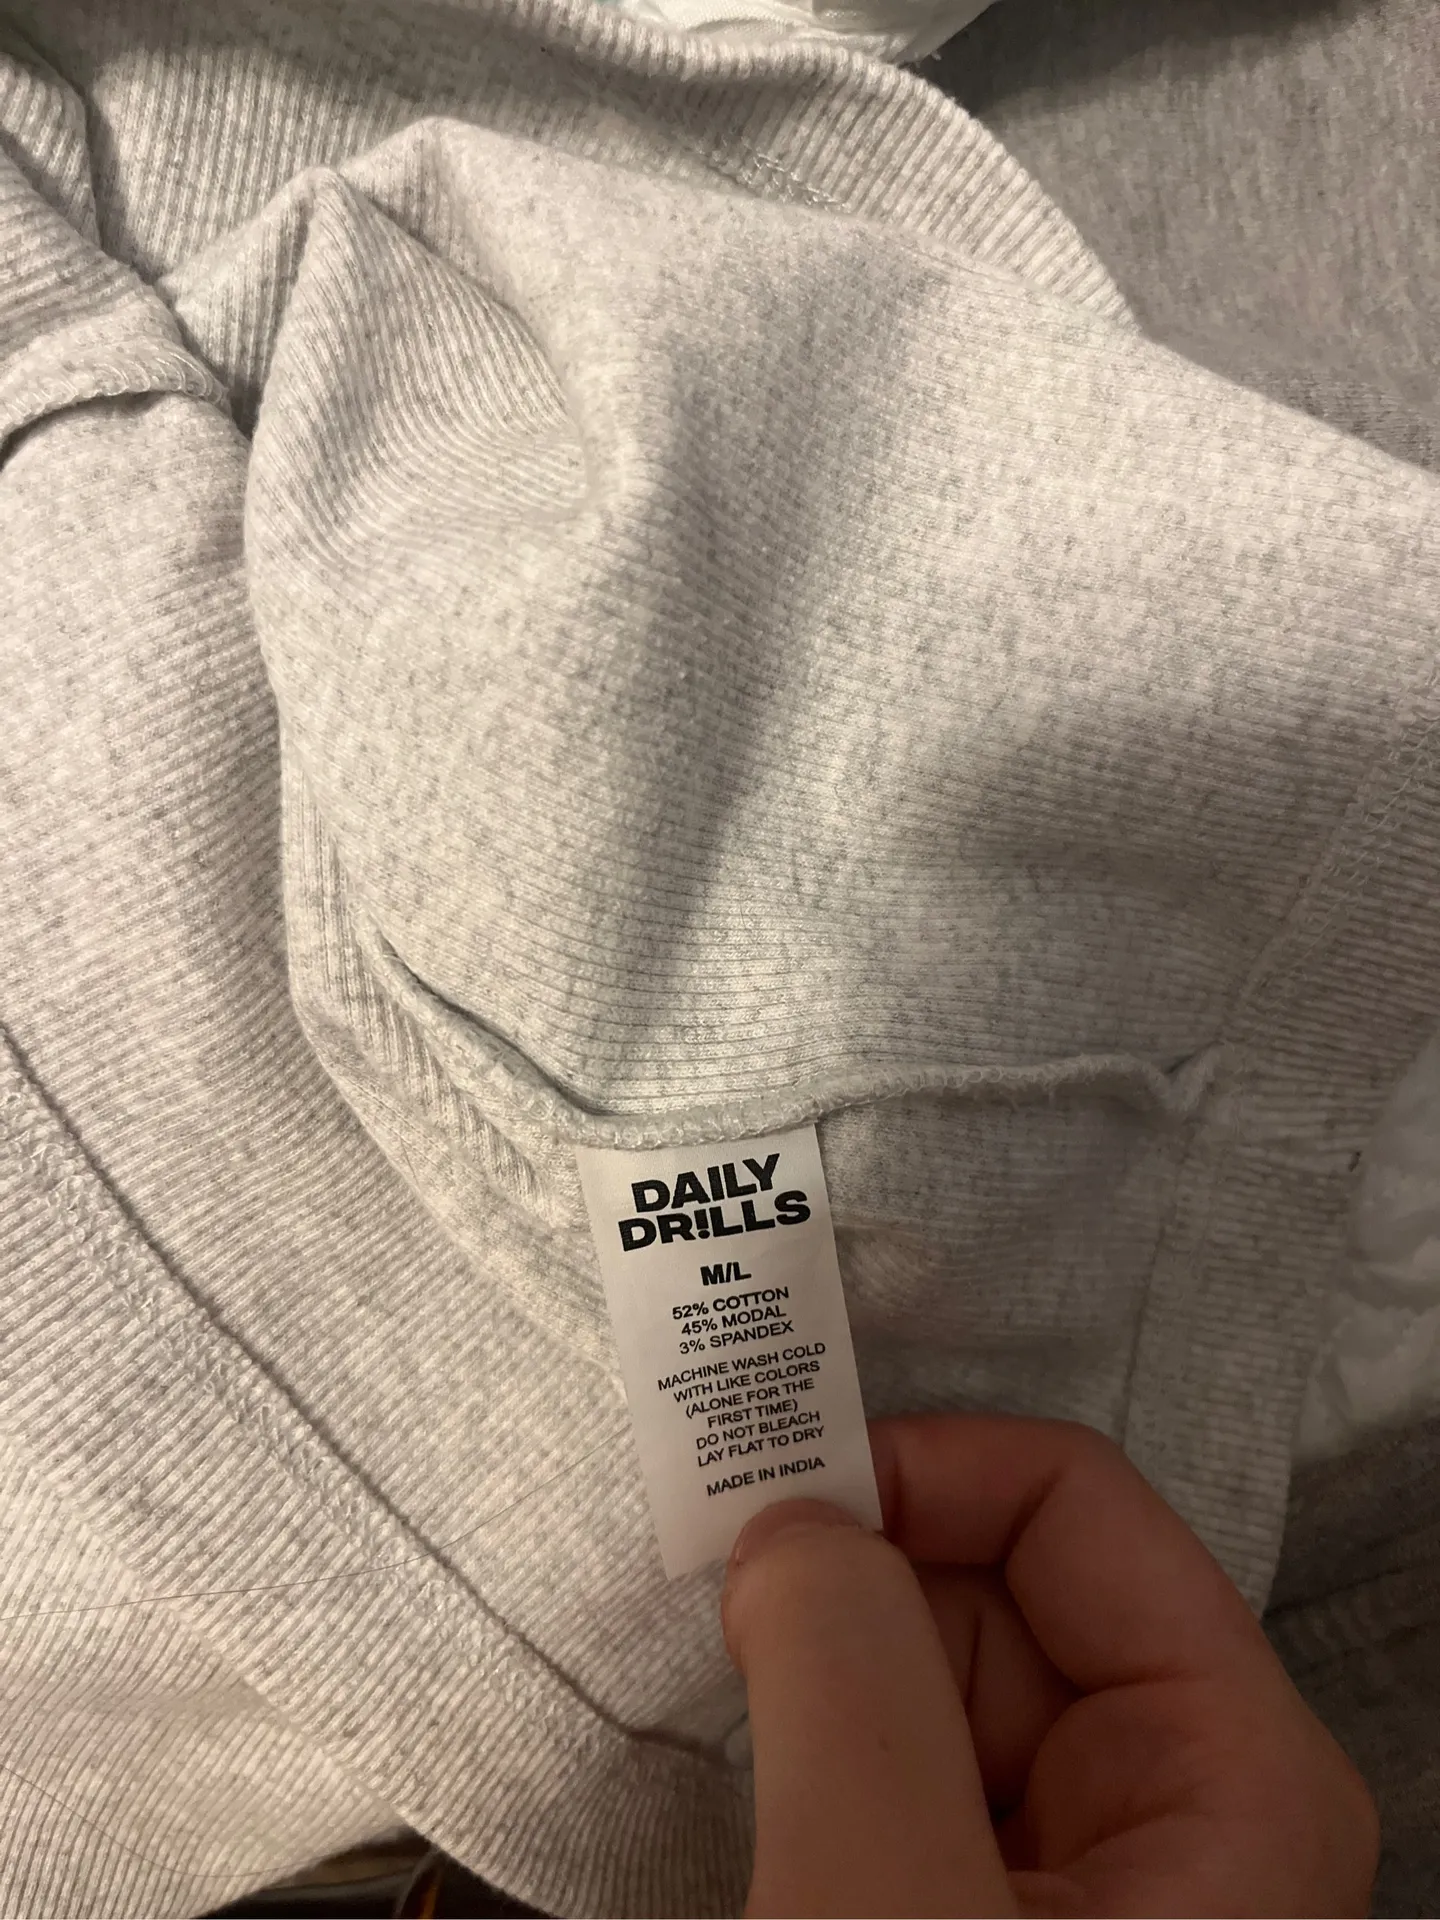 DAILY
DR!LLS
M/L
52% COTTON
45% MODAL
3% SPANDEX
MACHINE WASH COLD
WITH LIKE COLORS
(ALONE FOR THE
FIRST TIME)
DO NOT BLEACH
LAY FLAT TO DRY
MADE IN INDIA